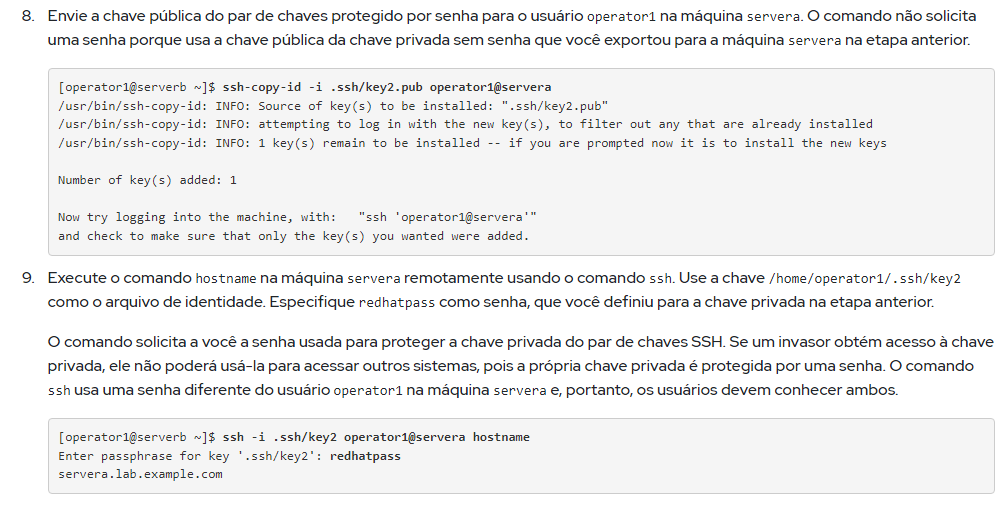 8. Envie a chave pública do par de chaves protegido por senha para o usuário operator1 na máquina servera. O comando não solicita
uma senha porque usa a chave pública da chave privada sem senha que você exportou para a máquina servera na etapa anterior.
[operator1@serverb ~]$ ssh-copy-id -i .ssh/key2.pub operator1@servera
/usr/bin/ssh-copy-id: INFO: Source of key(s) to be installed: ".ssh/key2.pub"
/usr/bin/ssh-copy-id: INFO: attempting to log in with the new key(s), to filter out any that are already installed
/usr/bin/ssh-copy-id: INFO: 1 key(s) remain to be installed -- if you are prompted now it is to install the new keys
Number of key(s) added: 1
Now try logging into the machine, with:   "ssh 'operator1@servera'"
and check to make sure that only the key(s) you wanted were added.
9. Execute o comando hostname na máquina servera remotamente usando o comando ssh. Use a chave /home/operator1/.ssh/key2
como o arquivo de identidade. Especifique redhatpass como senha, que você definiu para a chave privada na etapa anterior.
O comando solicita a você a senha usada para proteger a chave privada do par de chaves SSH. Se um invasor obtém acesso à chave
privada, ele não poderá usá-la para acessar outros sistemas, pois a própria chave privada é protegida por uma senha. O comando
ssh usa uma senha diferente do usuário operator1 na máquina servera e, portanto, os usuários devem conhecer ambos.
[operator1@serverb ~]$ ssh -i .ssh/key2 operator1@servera hostname
Enter passphrase for key '.ssh/key2': redhatpass
servera.lab.example.com